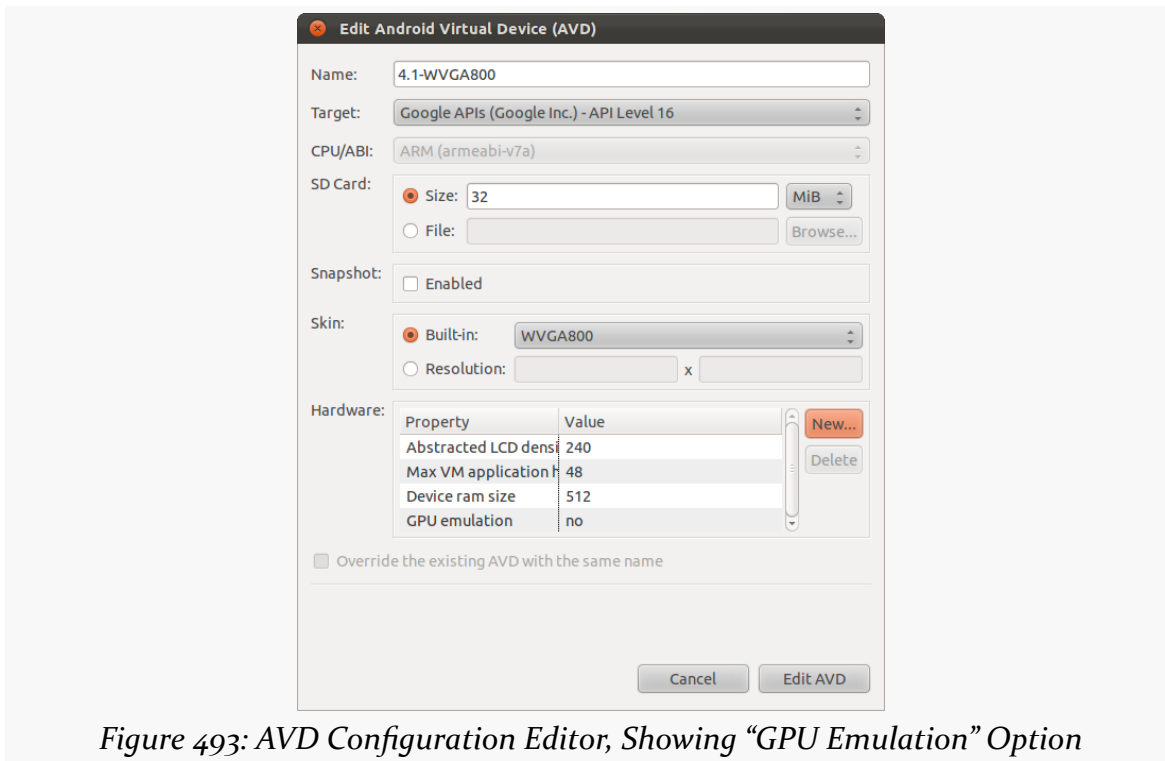 Edit Android Virtual Device (AVD)
Name: 4.1-WVGA800
Target: Google APIs (Google Inc.) - API Level 16
CPU/ABI: ARM (armeabi-v7a)
SD Card:
Size: 32 MiB
File: Browse...
Snapshot: Enabled
Skin:
Built-in: WVGA800
Resolution: x
Hardware:
Property Value New...
Abstracted LCD densi 240
Delete
Max VM application h 48
Device ram size 512
GPU emulation no
Override the existing AVD with the same name
Cancel Edit AVD
Figure 493: AVD Configuration Editor, Showing “GPU Emulation” Option